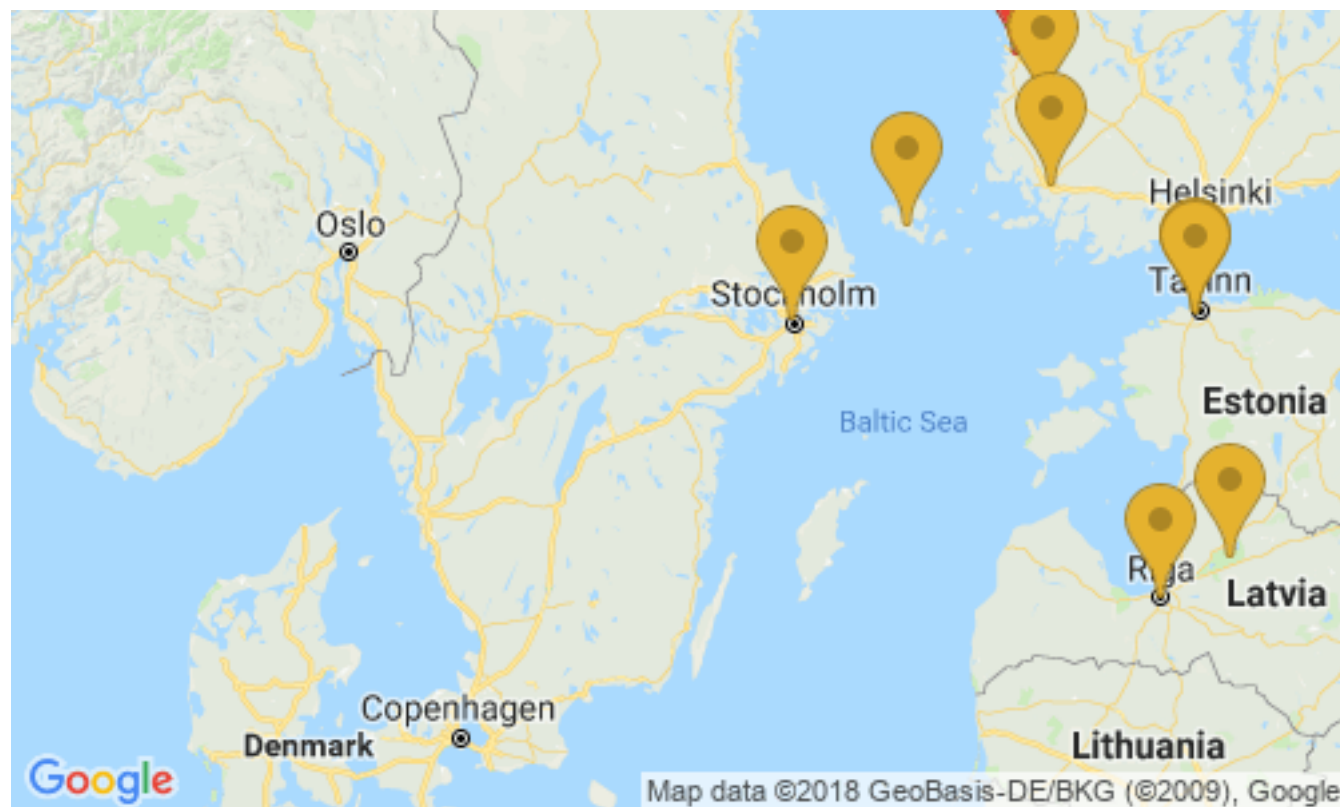 Helsinki
Oslo
Tallinn
Stockholm
Estonia
Baltic Sea
Riga
Latvia
Copenhagen
Denmark
Lithuania
Google
Map data ©2018 GeoBasis-DE/BKG (©2009), Google